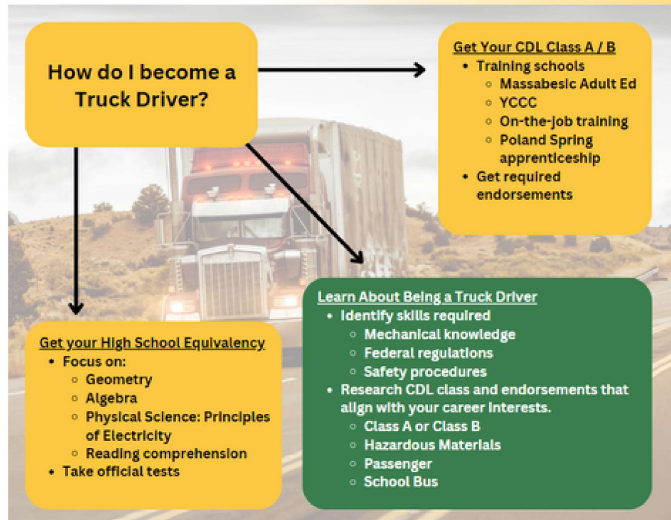 How do I become a
Truck Driver?
Get Your CDL Class A / B
• Training schools
○ Massabesic Adult Ed
○ YCCC
○ On-the-job training
○ Poland Spring
apprenticeship
• Get required
endorsements
Get your High School Equivalency
• Focus on:
○ Geometry
○ Algebra
○ Physical Science: Principles
of Electricity
○ Reading comprehension
• Take official tests
Learn About Being a Truck Driver
• Identify skills required
○ Mechanical knowledge
○ Federal regulations
○ Safety procedures
• Research CDL class and endorsements that
align with your career Interests.
○ Class A or Class B
○ Hazardous Materials
○ Passenger
○ School Bus